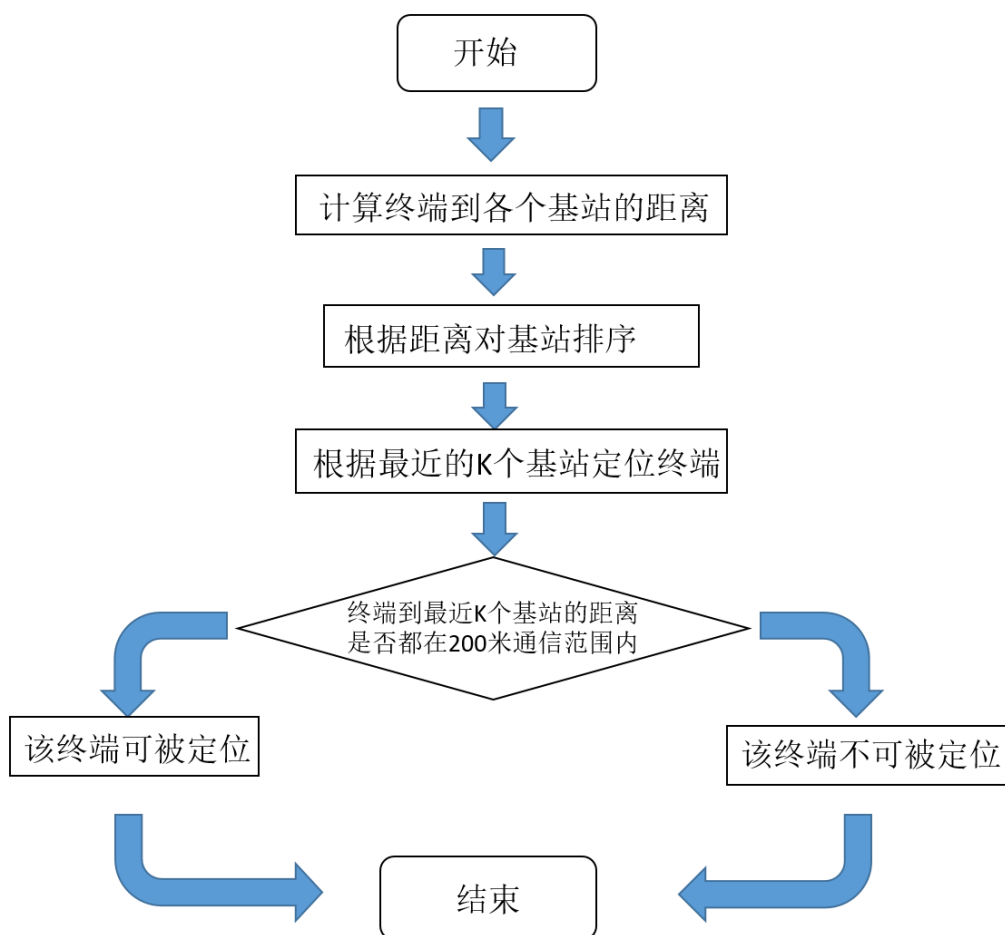 开始
计算终端到各个基站的距离
根据距离对基站排序
根据最近的K个基站定位终端
终端到最近K个基站的距离
是否都在200米通信范围内
该终端可被定位
该终端不可被定位
结束